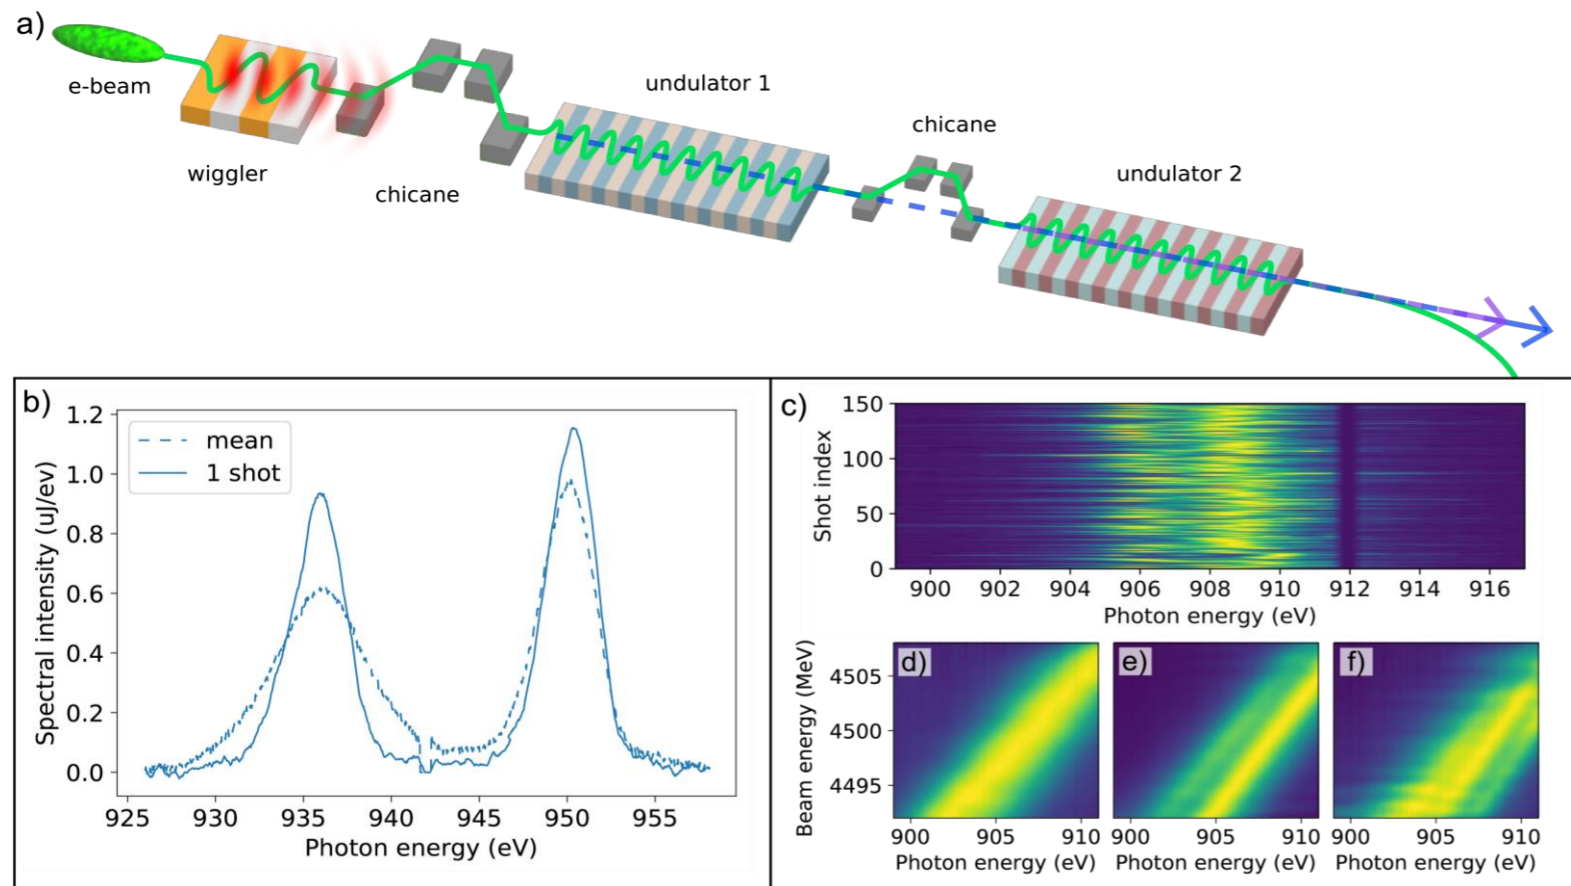 a)
e-beam
wiggler
chicane
undulator 1
chicane
undulator 2
b)
1.2
1.0
0.8
0.6
0.4
0.2
0.0
Spectral intensity (uJ/ev)
mean
1 shot
925 930 935 940 945 950 955
Photon energy (eV)
c)
150
100
50
0
Shot index
900 902 904 906 908 910 912 914 916
Photon energy (eV)
d)
e)
f)
4505
4500
4495
Beam energy (MeV)
900 905 910
900 905 910
900 905 910
Photon energy (eV)
Photon energy (eV)
Photon energy (eV)